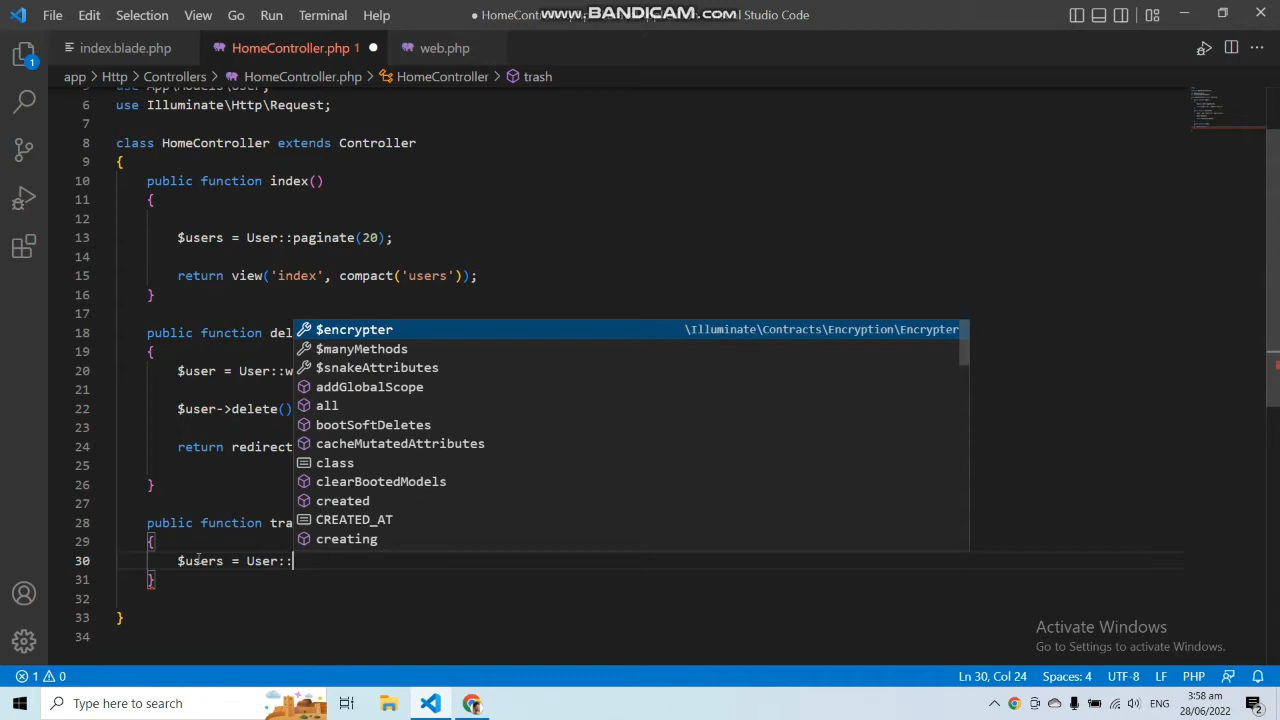 File Edit Selection View Go Run Terminal Help
HomeCont
www.BANDICAM.com
l Studio Code
index.blade.php
HomeController.php 1
web.php
app > Http > Controllers > HomeController.php > HomeController > trash
6 use Illuminate\Http\Request;
7
8 class HomeController extends Controller
9 {
10 public function index()
11 {
12
13 $users = User::paginate(20);
14
15 return view('index', compact('users'));
16 }
17
18 public function del
19 {
20 $user = User::w
21
22 $user->delete()
23
24 return redirect
25
26 }
27
28 public function tra
29 {
30 $users = User::
31 }
32
33 }
34
$encrypter \Illuminate\Contracts\Encryption\Encrypter
$manyMethods
$snakeAttributes
addGlobalScope
all
bootSoftDeletes
cacheMutatedAttributes
class
clearBootedModels
created
CREATED_AT
creating
1
Activate Windows
Go to Settings to activate Windows.
1 0
Ln 30, Col 24 Spaces: 4 UTF-8 LF PHP
Type here to search
ENG
3:58 am
28/06/2022
2